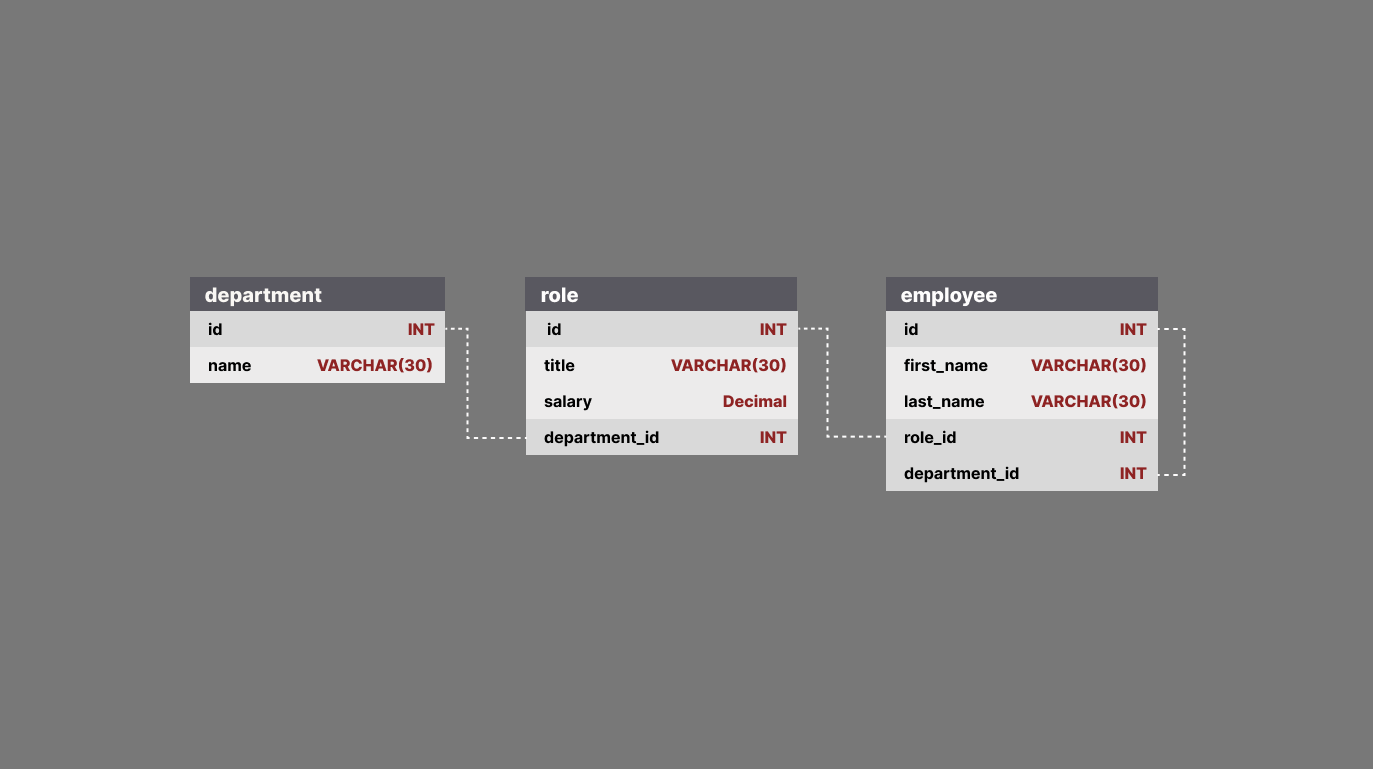 department
id INT
name VARCHAR(30)
role
id INT
title VARCHAR(30)
salary Decimal
department_id INT
employee
id INT
first_name VARCHAR(30)
last_name VARCHAR(30)
role_id INT
department_id INT